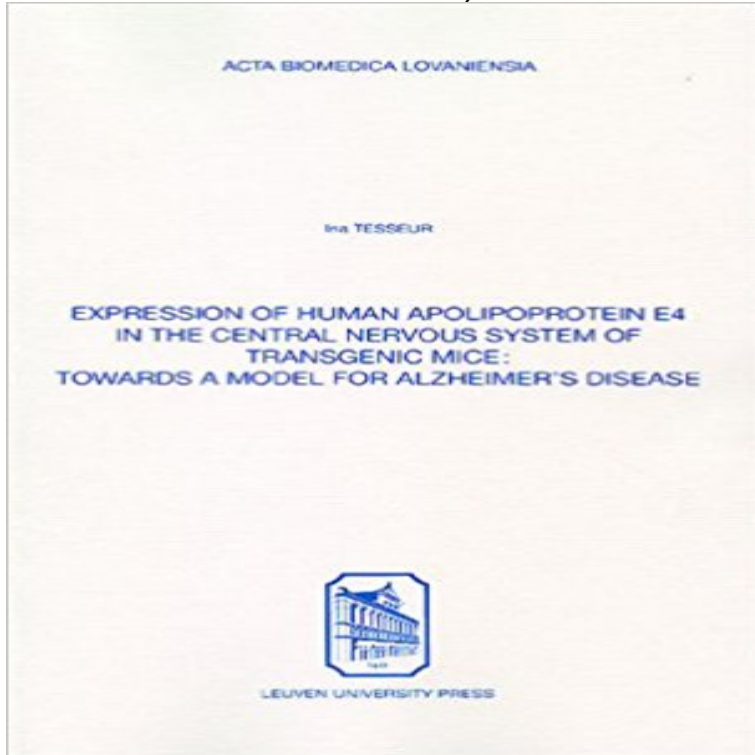 ACTA BIOMEDICA LOVANIENSIA
Ina TESSEUR
EXPRESSION OF HUMAN APOLIPOPROTEIN E4
IN THE CENTRAL NERVOUS SYSTEM OF
TRANSGENIC MICE:
TOWARDS A MODEL FOR ALZHEIMER'S DISEASE
LEUVEN UNIVERSITY PRESS